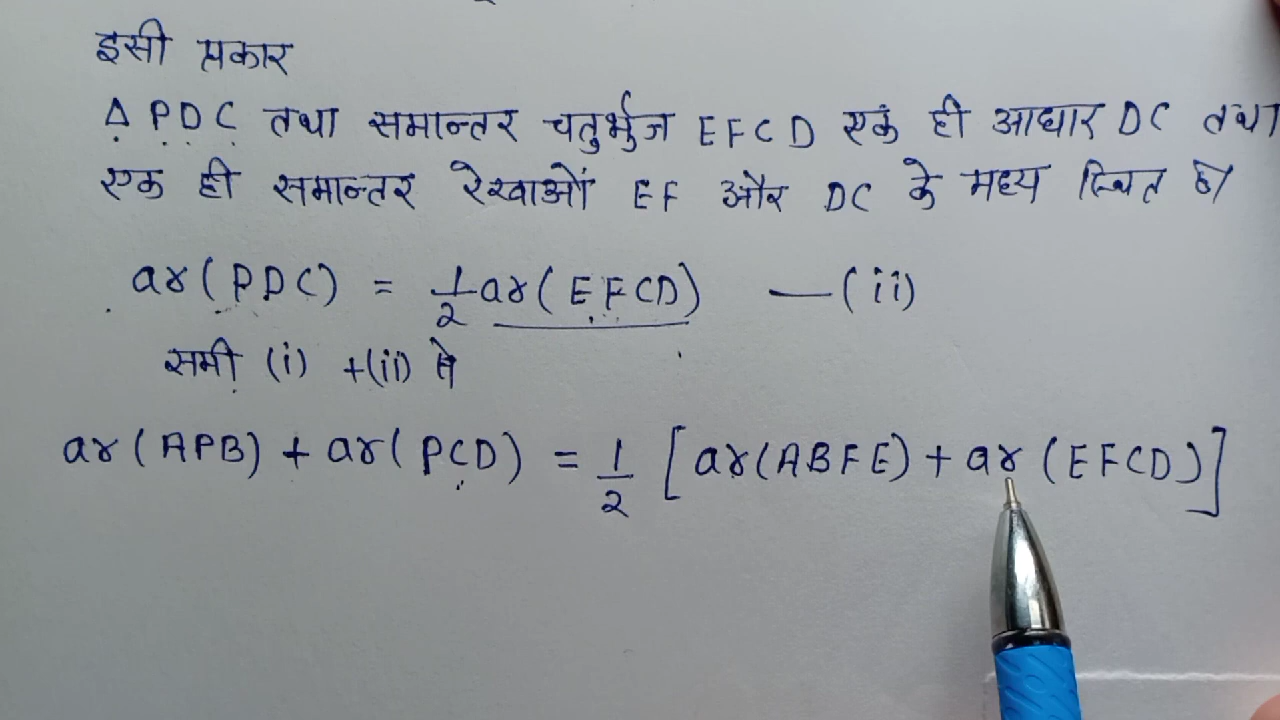 इसी प्रकार
Δ PDC तथा समान्तर चतुर्भुज EFCD एक ही आधार DC तथा
एक ही समान्तर रेखाओं EF और DC के मध्य स्थित है।
ar(PDC) = 1/2 ar(EFCD) —(ii)
समी (i) +(ii) से
ar(APB) + ar(PCD) = 1/2 [ar(ABFE) + ar(EFCD)]